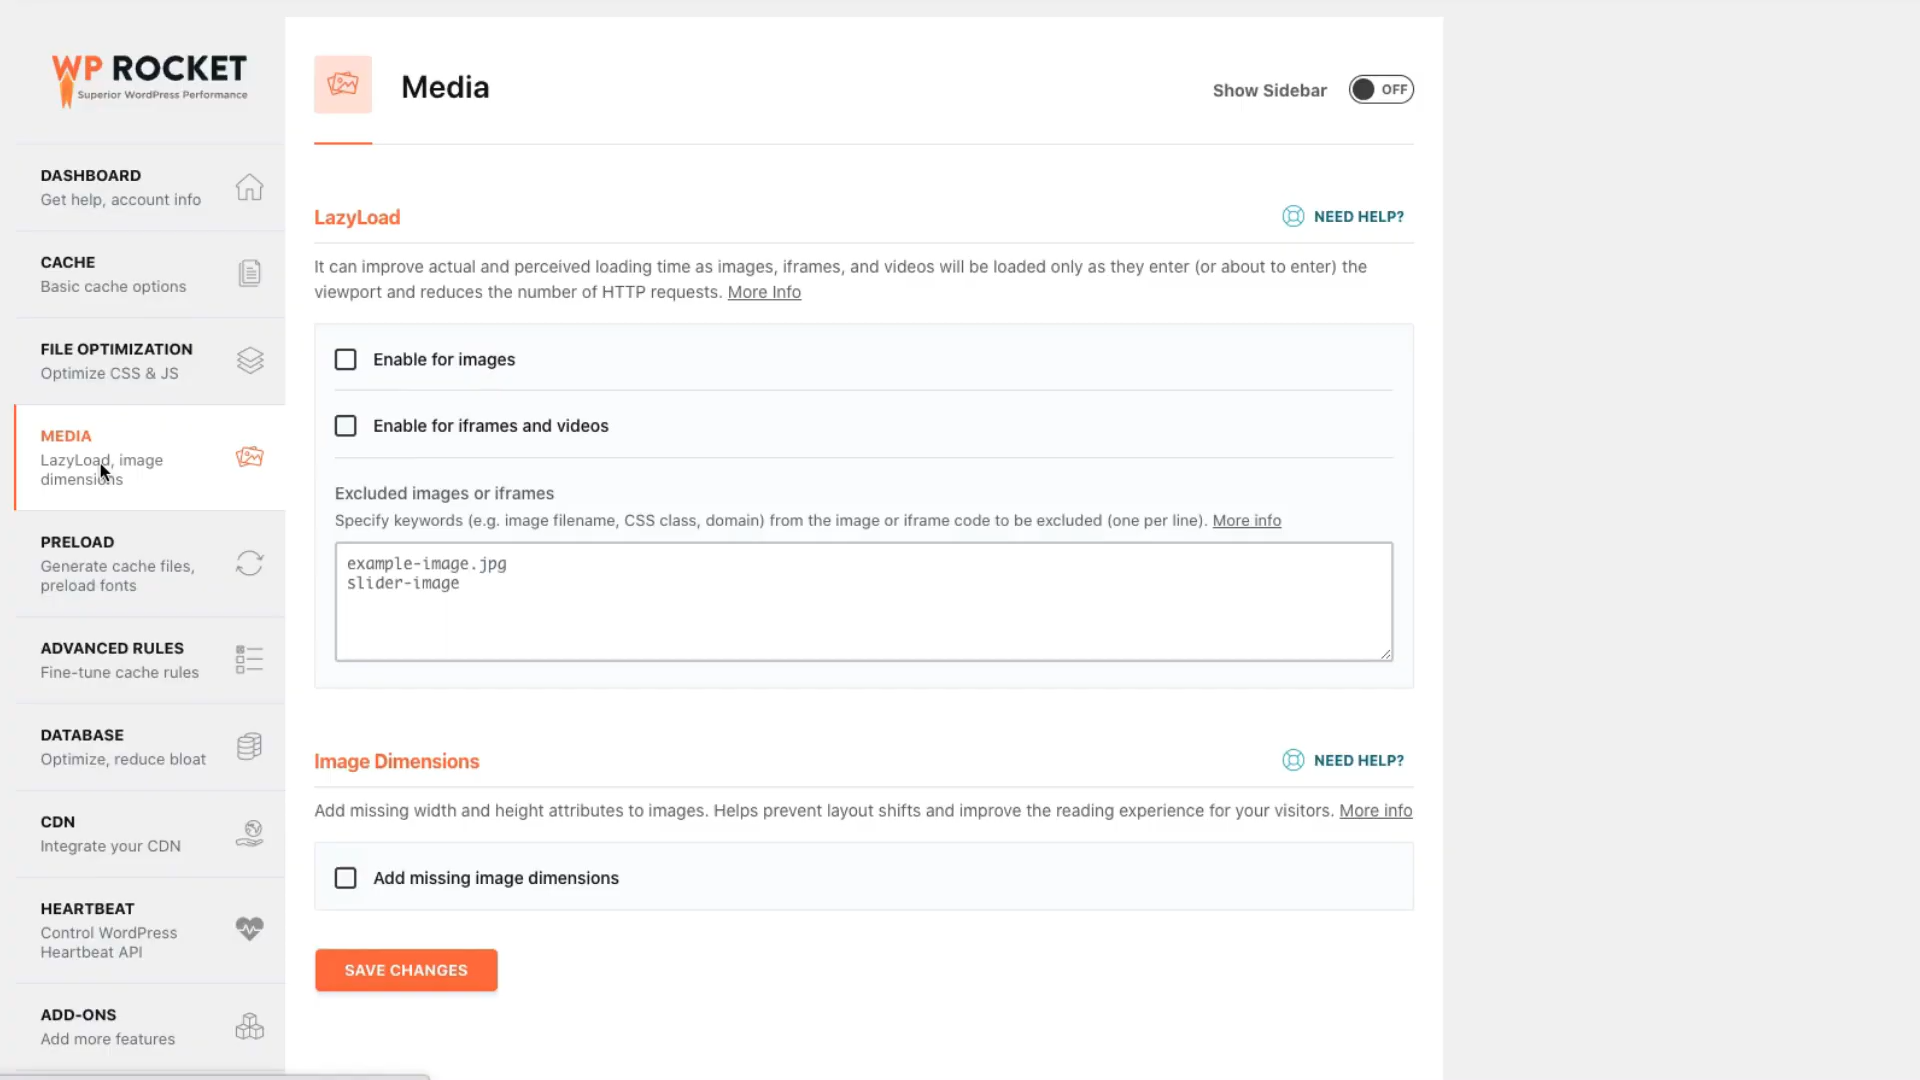 WP ROCKET
Superior WordPress Performance
DASHBOARD
Get help, account info
CACHE
Basic cache options
FILE OPTIMIZATION
Optimize CSS & JS
MEDIA
LazyLoad, image
dimensions
PRELOAD
Generate cache files,
preload fonts
ADVANCED RULES
Fine-tune cache rules
DATABASE
Optimize, reduce bloat
CDN
Integrate your CDN
HEARTBEAT
Control WordPress
Heartbeat API
ADD-ONS
Add more features
Media
Show Sidebar
OFF
LazyLoad
NEED HELP?
It can improve actual and perceived loading time as images, iframes, and videos will be loaded only as they enter (or about to enter) the
viewport and reduces the number of HTTP requests. More Info
Enable for images
Enable for iframes and videos
Excluded images or iframes
Specify keywords (e.g. image filename, CSS class, domain) from the image or iframe code to be excluded (one per line). More info
example-image.jpg
slider-image
Image Dimensions
NEED HELP?
Add missing width and height attributes to images. Helps prevent layout shifts and improve the reading experience for your visitors. More info
Add missing image dimensions
SAVE CHANGES